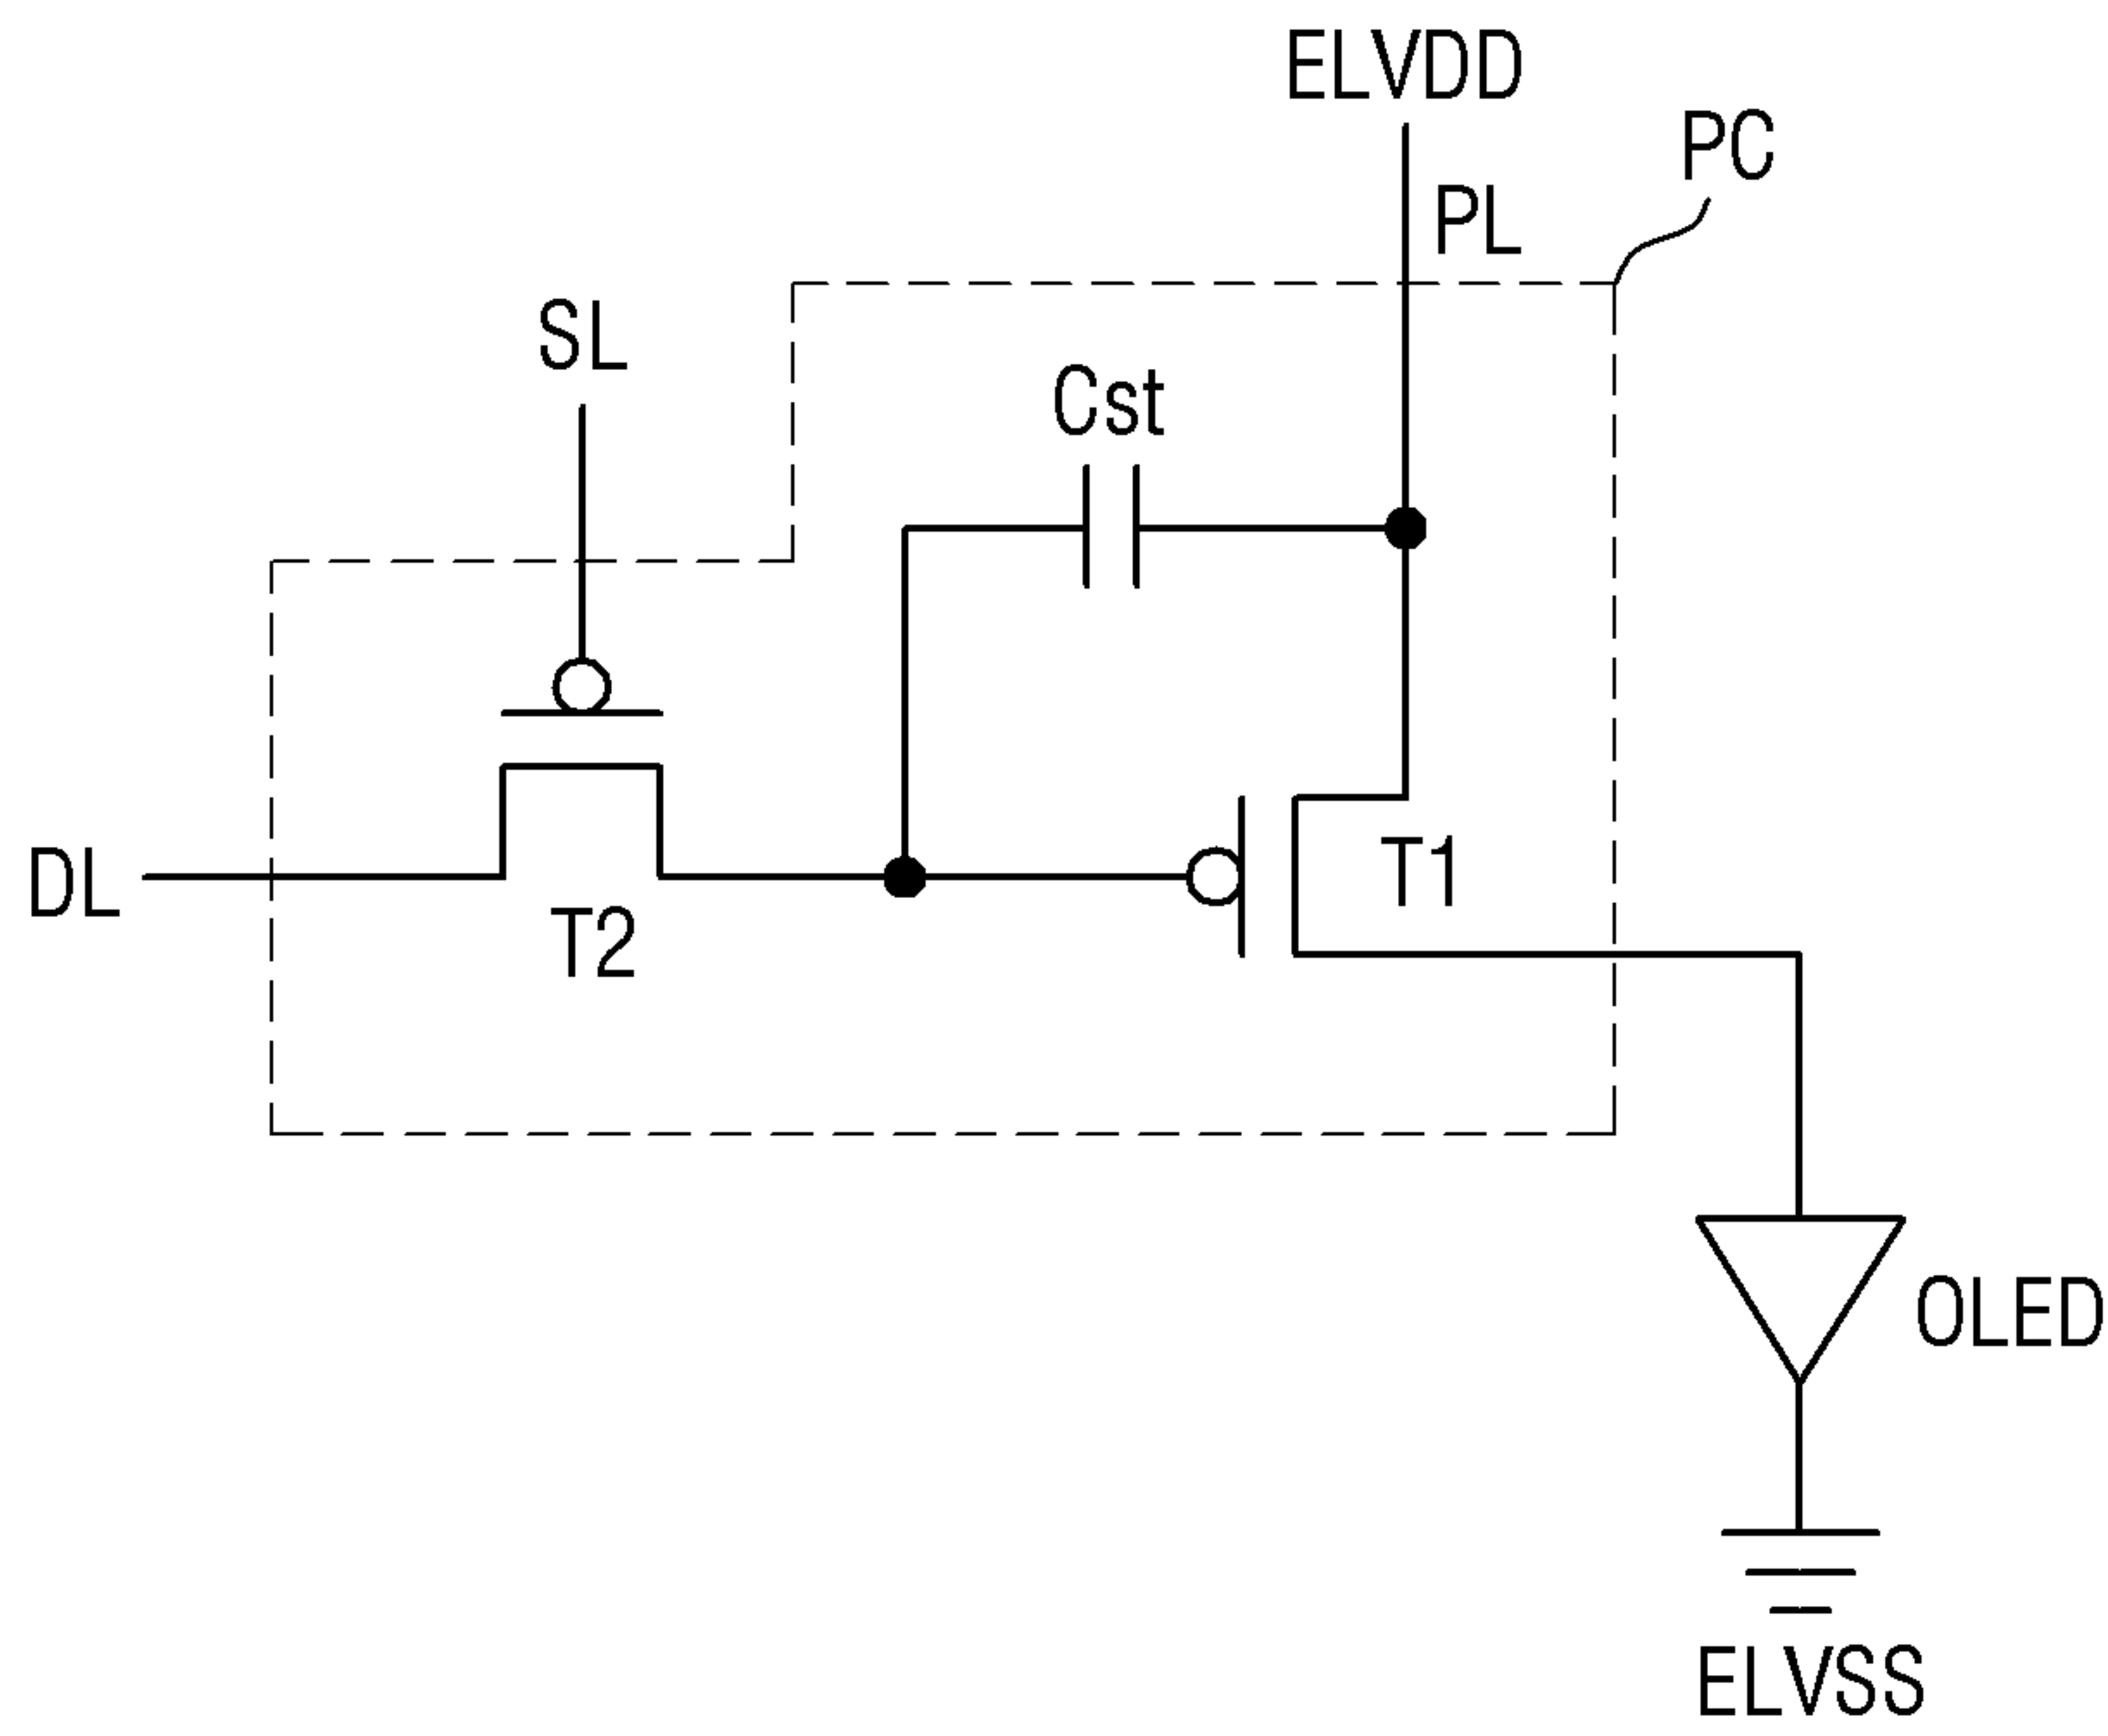 ELVDD
PC
PL
SL
Cst
T1
DL
T2
OLED
ELVSS